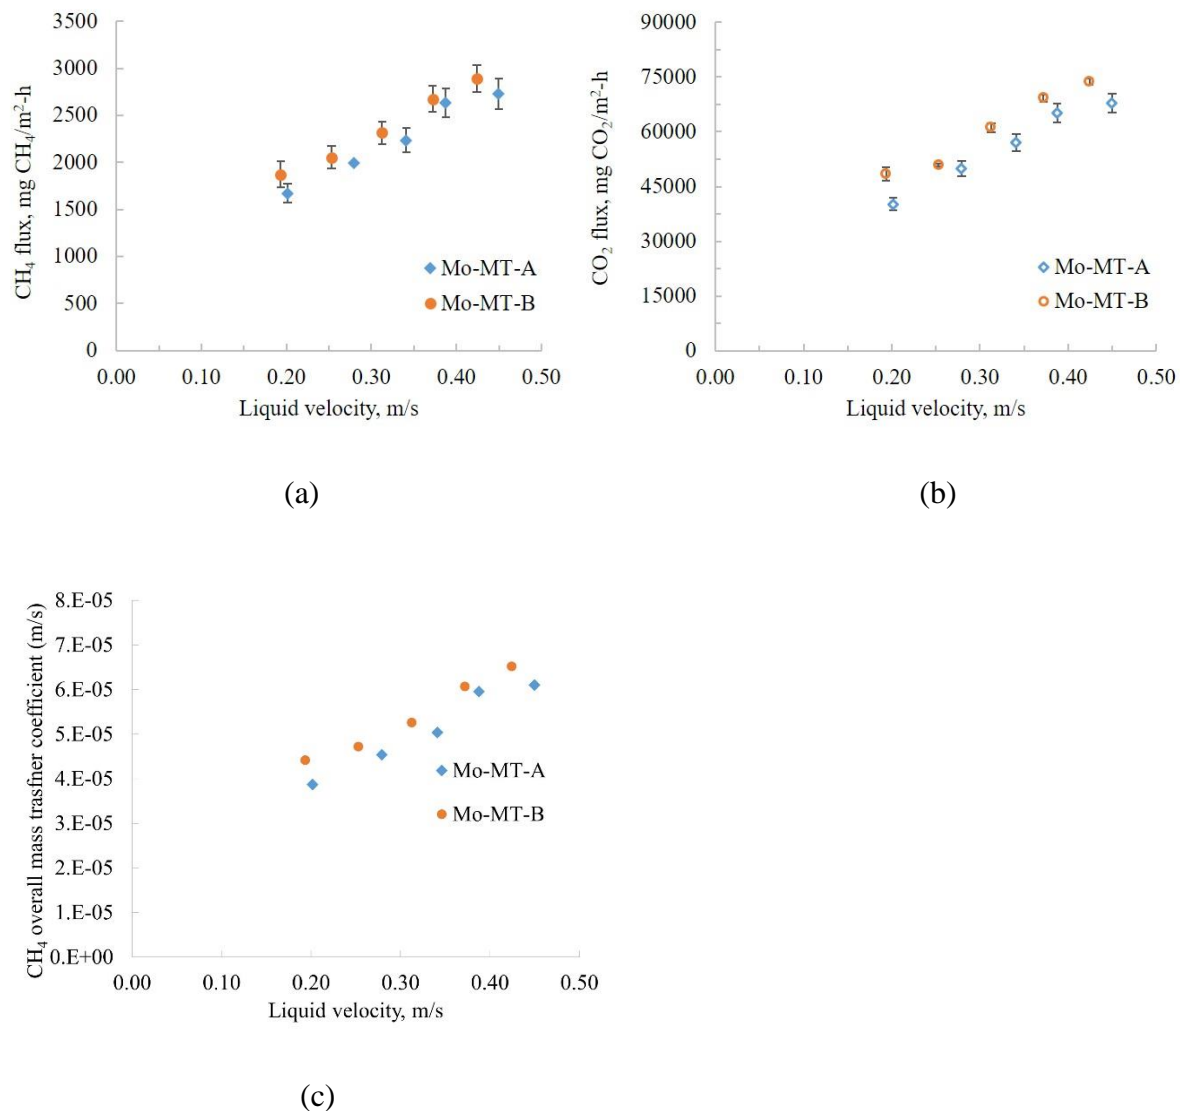 3500
3000
2500
2000
1500
1000
500
0
CH₄ flux, mg CH₄/m²-h
Mo-MT-A
Mo-MT-B
0.00 0.10 0.20 0.30 0.40 0.50
Liquid velocity, m/s
(a)
90000
75000
60000
45000
30000
15000
0
CO₂ flux, mg CO₂/m²-h
Mo-MT-A
Mo-MT-B
0.00 0.10 0.20 0.30 0.40 0.50
Liquid velocity, m/s
(b)
8.E-05
7.E-05
6.E-05
5.E-05
4.E-05
3.E-05
2.E-05
1.E-05
0.E+00
CH₄ overall mass trasfner coefficient (m/s)
Mo-MT-A
Mo-MT-B
0.00 0.10 0.20 0.30 0.40 0.50
Liquid velocity, m/s
(c)